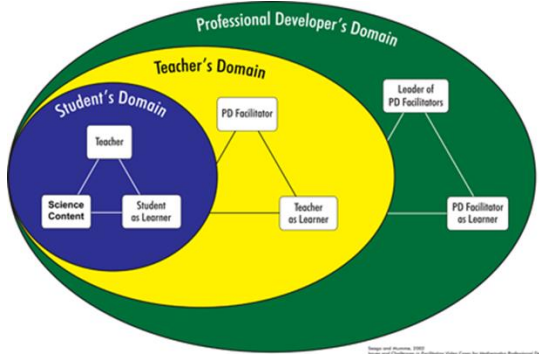 Professional Developer's Domain
Teacher's Domain
Student's Domain
Leader of
PD Facilitators
PD Facilitator
Teacher
Science
Content
Student
as Learner
Teacher
as Learner
PD Facilitator
as Learner